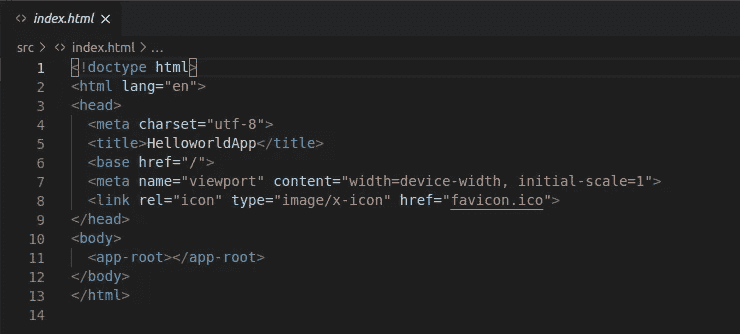 index.html ×
src > index.html > ...
1 <!doctype html>
2 <html lang="en">
3 <head>
4   <meta charset="utf-8">
5   <title>HelloworldApp</title>
6   <base href="/">
7   <meta name="viewport" content="width=device-width, initial-scale=1">
8   <link rel="icon" type="image/x-icon" href="favicon.ico">
9 </head>
10 <body>
11   <app-root></app-root>
12 </body>
13 </html>
14